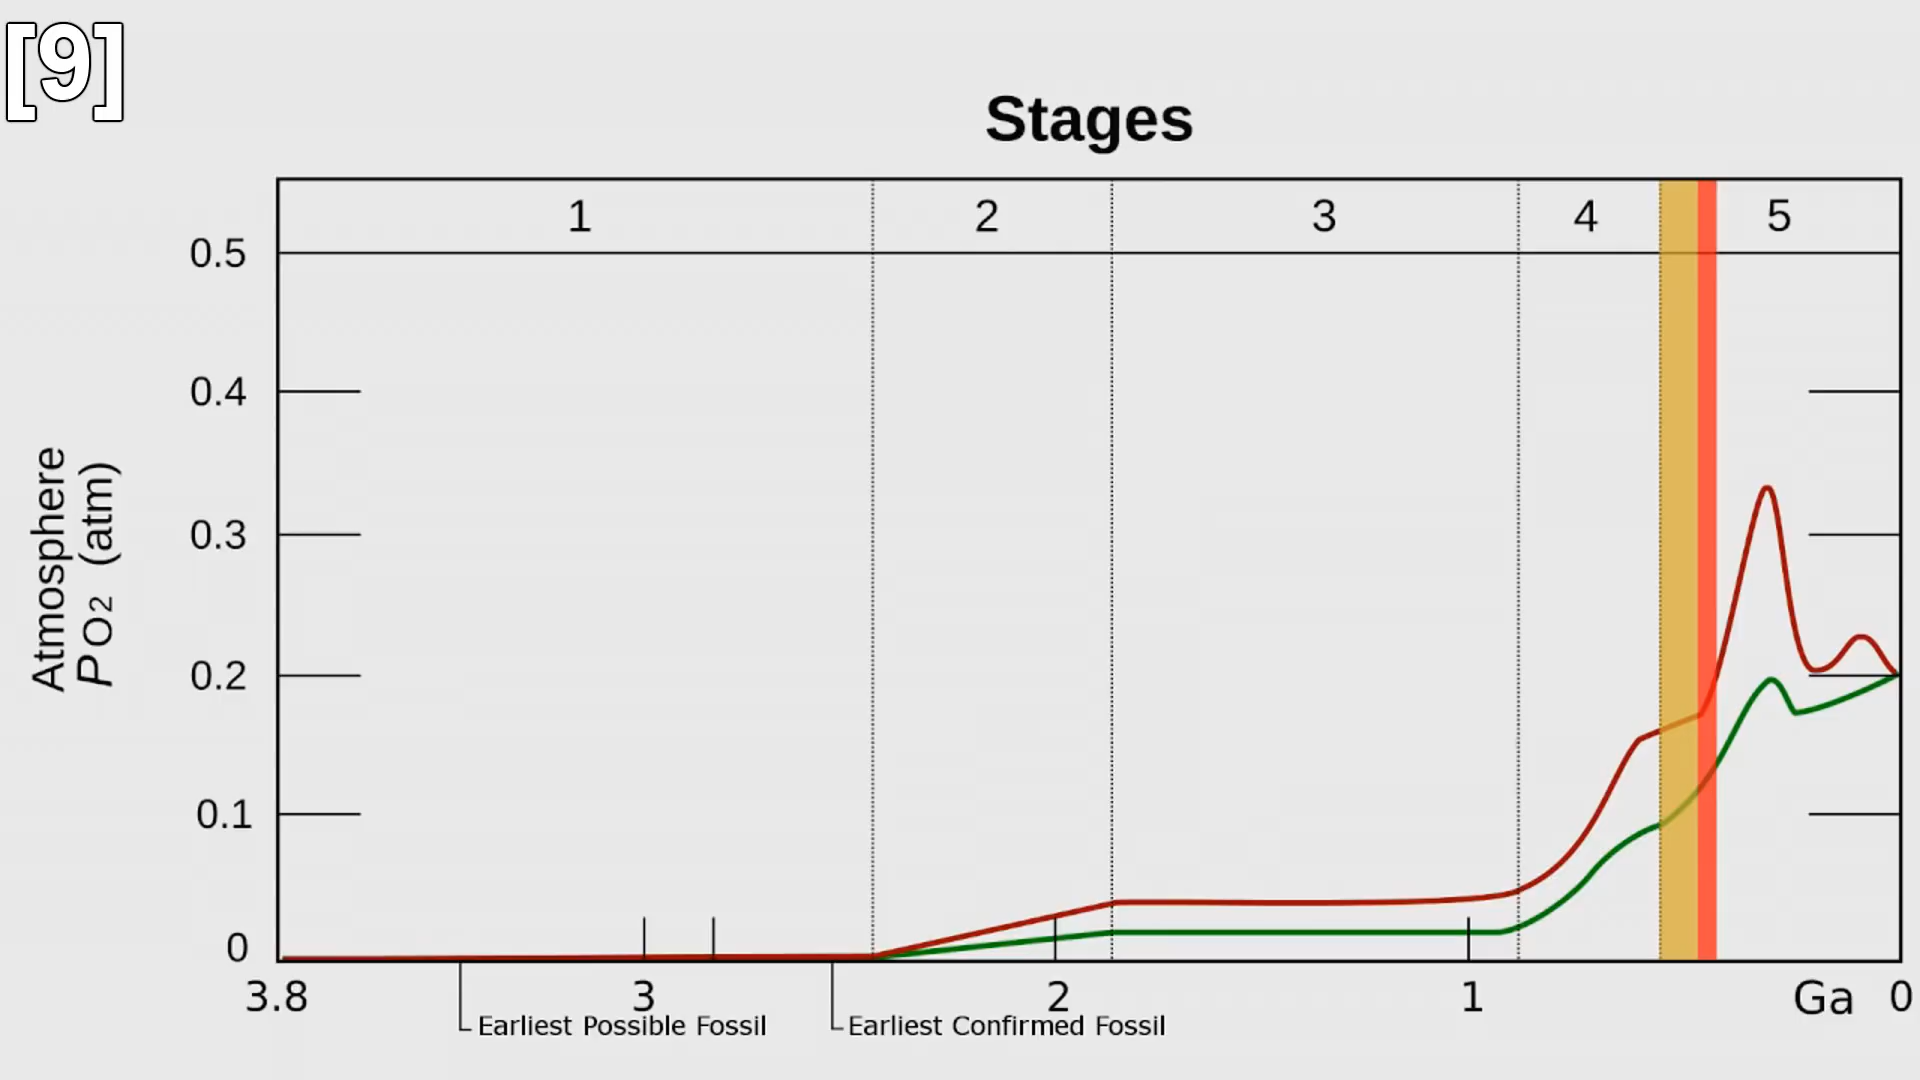 [9]
Stages
1 2 3 4 5
0.5
0.4
0.3
0.2
0.1
0
Atmosphere
PO2 (atm)
3.8 3 2 1 Ga 0
Earliest Possible Fossil Earliest Confirmed Fossil